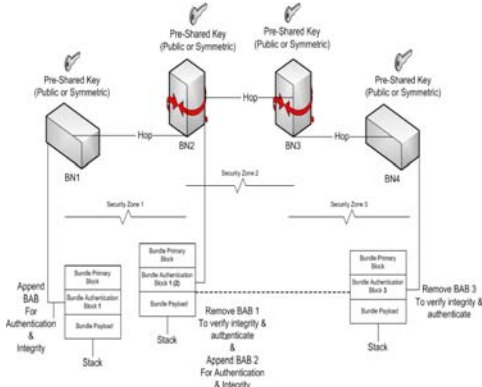 Pre-Shared Key
(Public or Symmetric)
Pre-Shared Key
(Public or Symmetric)
Pre-Shared Key
(Public or Symmetric)
Pre-Shared Key
(Public or Symmetric)
Hop
Hop
Hop
BN1
BN2
BN3
BN4
Security Zone 1
Security Zone 2
Security Zone 3
Append
BAB
For
Authentication
&
Integrity
Bundle Primary
Block
Bundle Authentication
Block 1
Bundle Payload
Stack
Bundle Primary
Block
Bundle Authentication
Block 1 (2)
Bundle Payload
Stack
Remove BAB 1
To verify integrity &
authenticate
&
Append BAB 2
For Authentication
& Integrity
Bundle Primary
Block
Bundle Authentication
Block 3
Bundle Payload
Stack
Remove BAB 3
To verify integrity &
authenticate